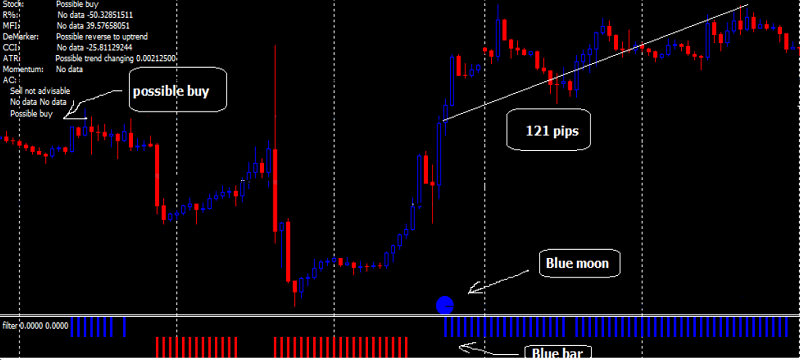 Stock: Possible buy
R%: No data -50.32851511
MFI: No data 39.57658051
DeMarker: Possible reverse to uptrend
CCI: No data -25.81129244
ATR: Possible trend changing 0.00212500
Momentum: No data
AC:
Sell not advisable
No data No data
Possible buy
possible buy
121 pips
Blue moon
filter 0.0000 0.0000
Blue bar